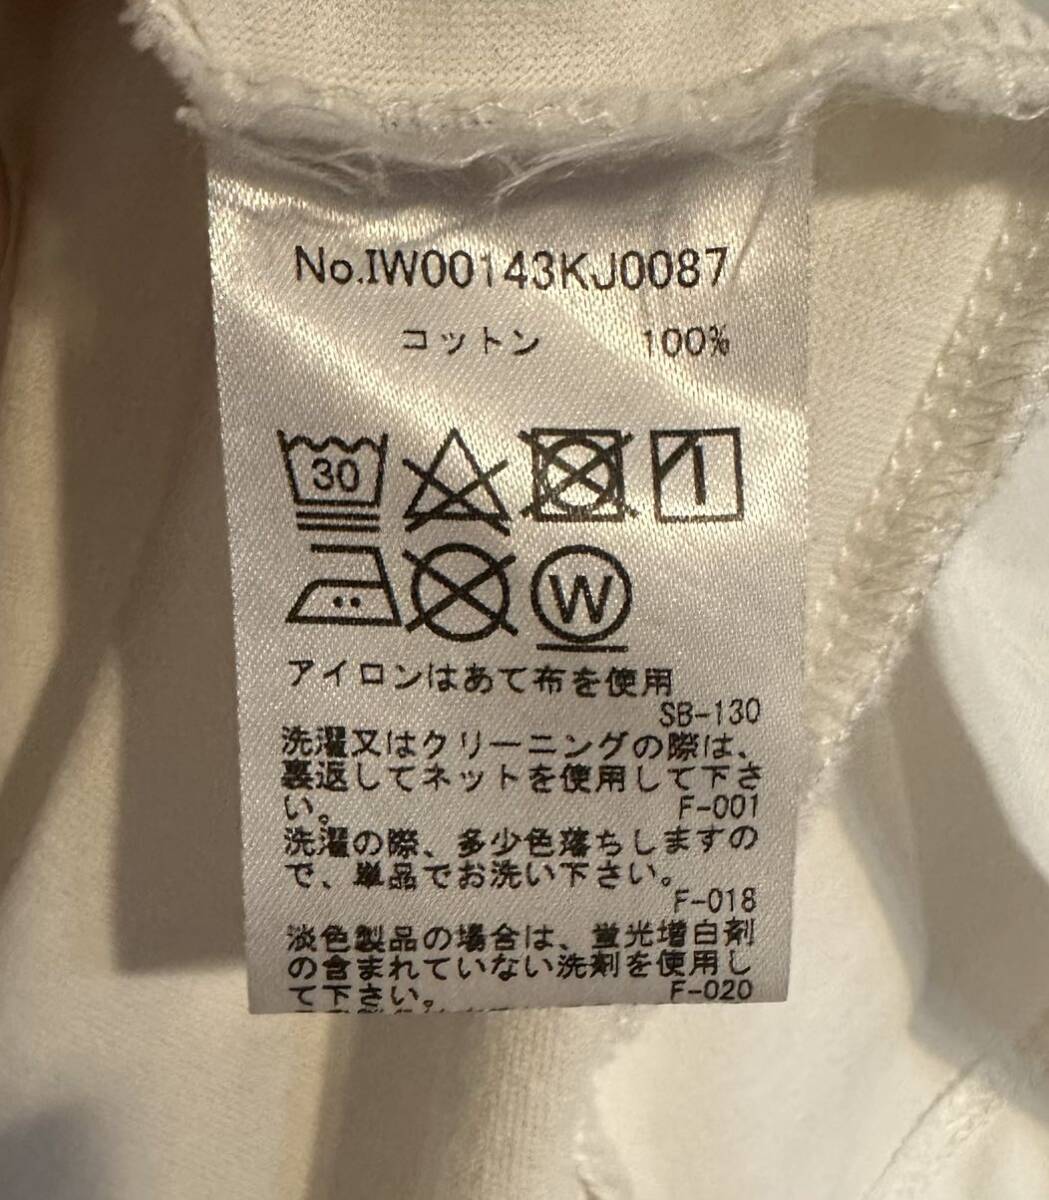 No.IW00143KJ0087
コットン 100%
30
W
アイロンはあて布を使用
SB-130
洗濯又はクリーニングの際は、
裏返してネットを使用して下さ
い。 F-001
洗濯の際、多少色落ちしますの
で、単品でお洗い下さい。
F-018
淡色製品の場合は、蛍光増白剤
の含まれていない洗剤を使用し
て下さい。 F-020